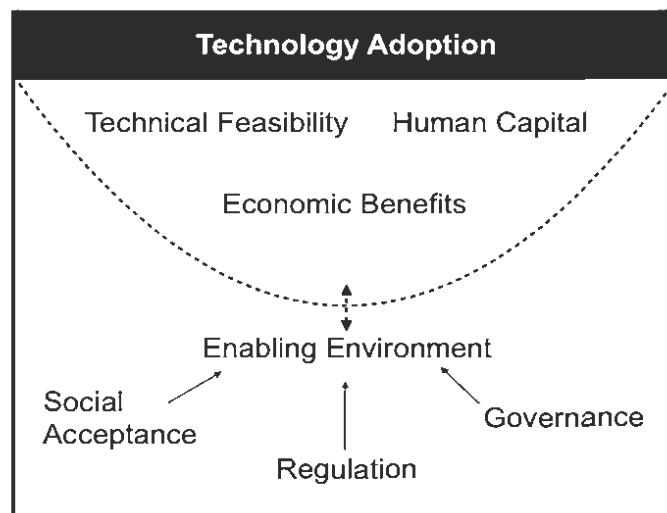 Technology Adoption
Technical Feasibility Human Capital
Economic Benefits
Enabling Environment
Social
Acceptance
Governance
Regulation